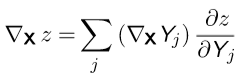 ∇_𝗫 z = ∑_j (∇_𝗫 Y_j) ∂z/∂Y_j